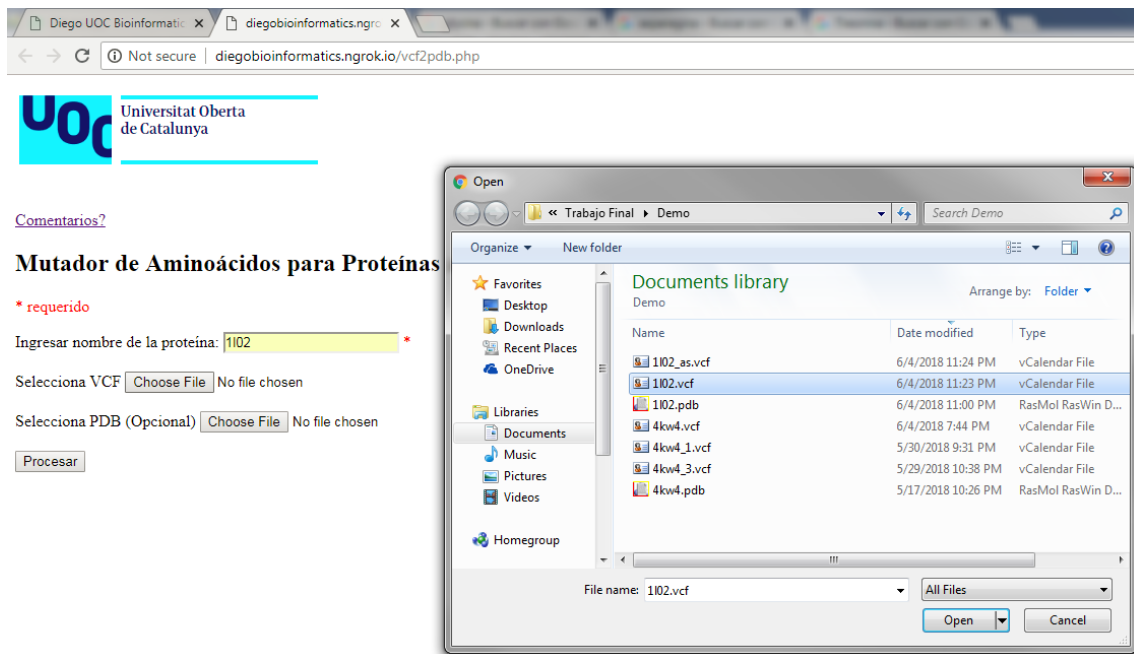 Diego UOC Bioinformatic
diegobioinformatics.ngro
Not secure | diegobioinformatics.ngrok.io/vcf2pdb.php
UOC
Universitat Oberta
de Catalunya
Comentarios?
Mutador de Aminoácidos para Proteínas
* requerido
Ingresar nombre de la proteína: 1l02 *
Selecciona VCF Choose File No file chosen
Selecciona PDB (Opcional) Choose File No file chosen
Procesar
Open
« Trabajo Final Demo
Search Demo
Organize New folder
Favorites
Desktop
Downloads
Recent Places
OneDrive
Libraries
Documents
Music
Pictures
Videos
Homegroup
Documents library
Demo
Arrange by: Folder
Name Date modified Type
1l02_as.vcf 6/4/2018 11:24 PM vCalendar File
1l02.vcf 6/4/2018 11:23 PM vCalendar File
1l02.pdb 6/4/2018 11:00 PM RasMol RasWin D...
4kw4.vcf 6/4/2018 7:44 PM vCalendar File
4kw4_1.vcf 5/30/2018 9:31 PM vCalendar File
4kw4_3.vcf 5/29/2018 10:38 PM vCalendar File
4kw4.pdb 5/17/2018 10:26 PM RasMol RasWin D...
File name: 1l02.vcf All Files
Open Cancel